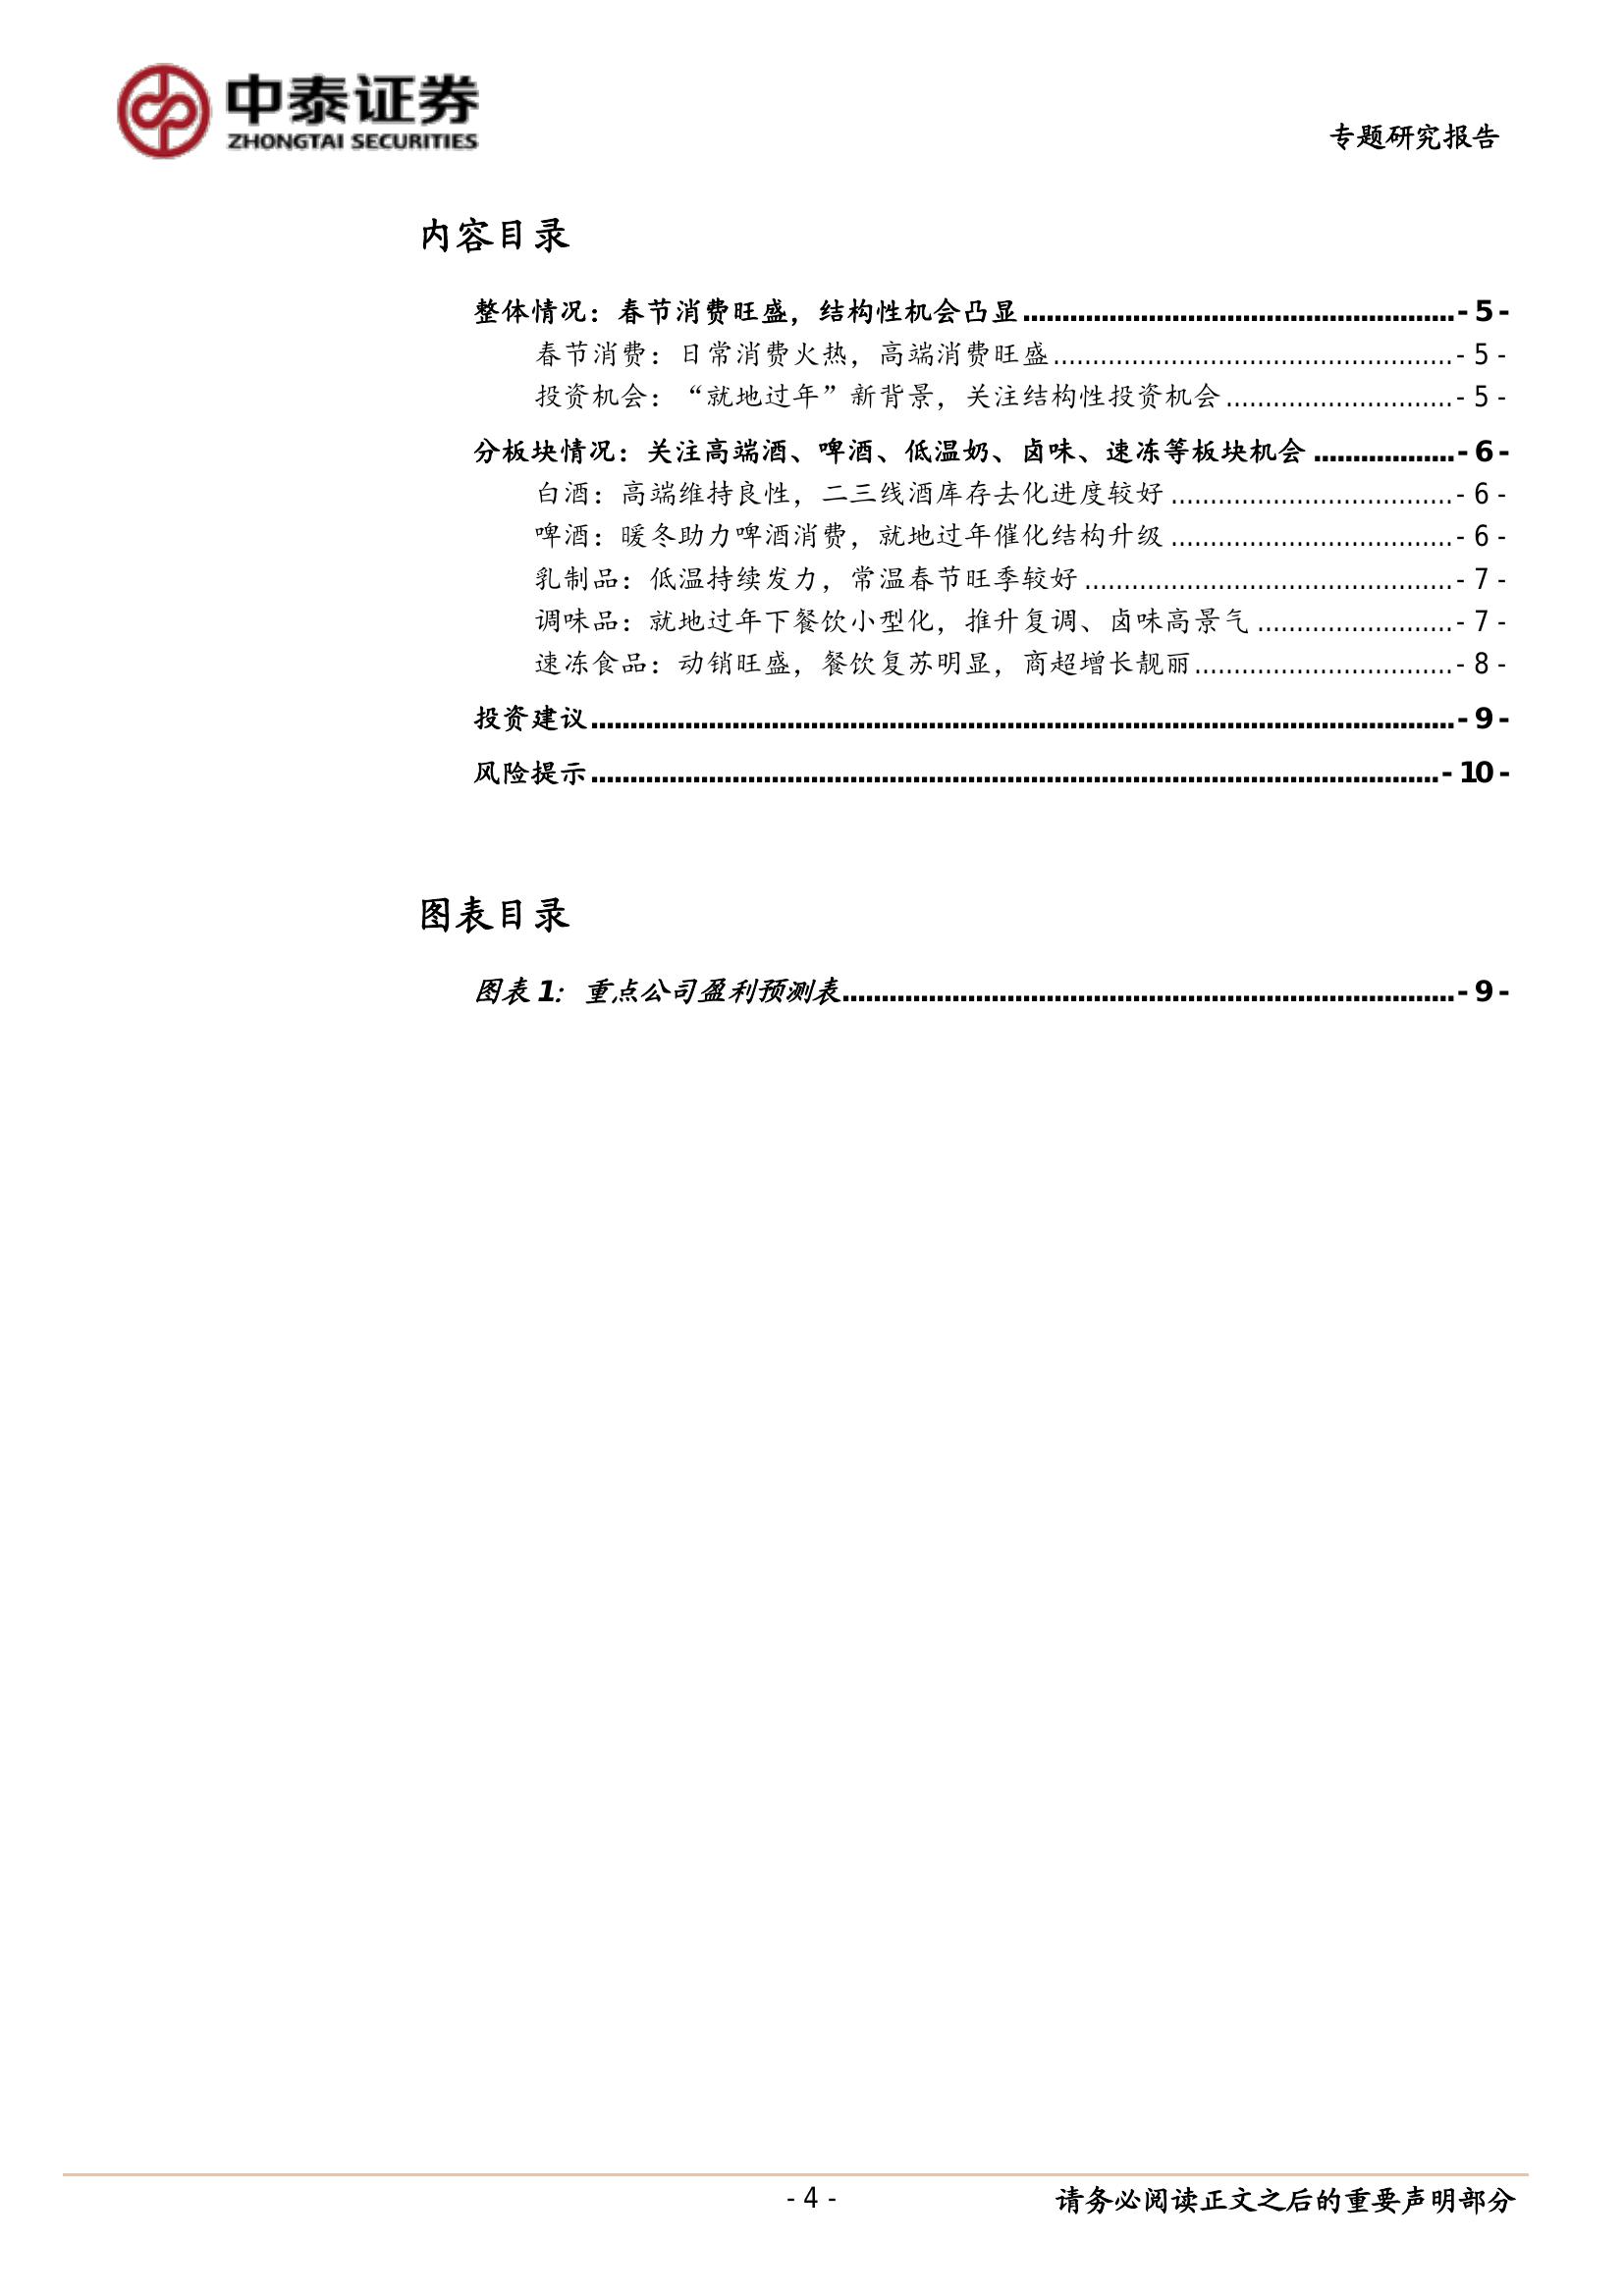 中泰证券
ZHONGTAI SECURITIES
专题研究报告
内容目录
整体情况：春节消费旺盛，结构性机会凸显.......................................................- 5 -
春节消费：日常消费火热，高端消费旺盛...................................................- 5 -
投资机会：“就地过年”新背景，关注结构性投资机会.............................- 5 -
分板块情况：关注高端酒、啤酒、低温奶、卤味、速冻等板块机会..................- 6 -
白酒：高端维持良性，二三线酒库存去化进度较好....................................- 6 -
啤酒：暖冬助力啤酒消费，就地过年催化结构升级....................................- 6 -
乳制品：低温持续发力，常温春节旺季较好...............................................- 7 -
调味品：就地过年下餐饮小型化，推升复调、卤味高景气.........................- 7 -
速冻食品：动销旺盛，餐饮复苏明显，商超增长靓丽.................................- 8 -
投资建议..............................................................................................................- 9 -
风险提示............................................................................................................- 10 -
图表目录
图表 1：重点公司盈利预测表..............................................................................- 9 -
- 4 -
请务必阅读正文之后的重要声明部分